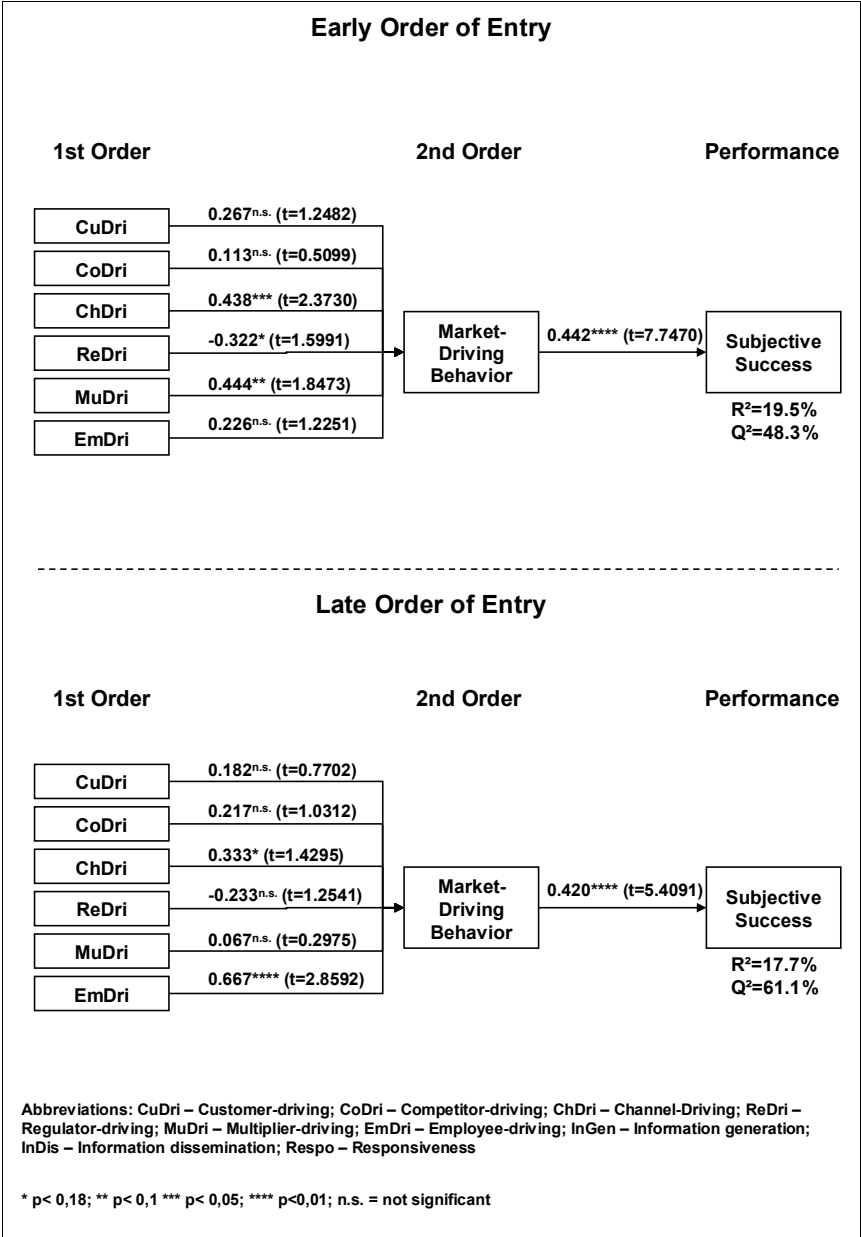 Early Order of Entry
1st Order
2nd Order
Performance
CuDri
0.267n.s. (t=1.2482)
CoDri
0.113n.s. (t=0.5099)
ChDri
0.438*** (t=2.3730)
ReDri
-0.322* (t=1.5991)
MuDri
0.444** (t=1.8473)
EmDri
0.226n.s. (t=1.2251)
Market-
Driving
Behavior
0.442**** (t=7.7470)
Subjective
Success
R²=19.5%
Q²=48.3%
Late Order of Entry
1st Order
2nd Order
Performance
CuDri
0.182n.s. (t=0.7702)
CoDri
0.217n.s. (t=1.0312)
ChDri
0.333* (t=1.4295)
ReDri
-0.233n.s. (t=1.2541)
MuDri
0.067n.s. (t=0.2975)
EmDri
0.667**** (t=2.8592)
Market-
Driving
Behavior
0.420**** (t=5.4091)
Subjective
Success
R²=17.7%
Q²=61.1%
Abbreviations: CuDri – Customer-driving; CoDri – Competitor-driving; ChDri – Channel-Driving; ReDri –
Regulator-driving; MuDri – Multiplier-driving; EmDri – Employee-driving; InGen – Information generation;
InDis – Information dissemination; Respo – Responsiveness
* p< 0,18; ** p< 0,1 *** p< 0,05; **** p<0,01; n.s. = not significant